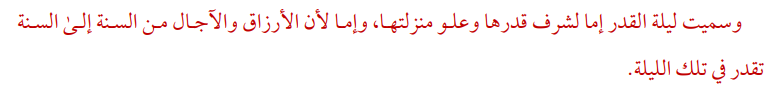 وسميت ليلة القدر إما لشرف قدرها وعلو منزلتها، وإما لأن الأرزاق والآجال من السنة إلىٰ السنة
تقدر في تلك الليلة.